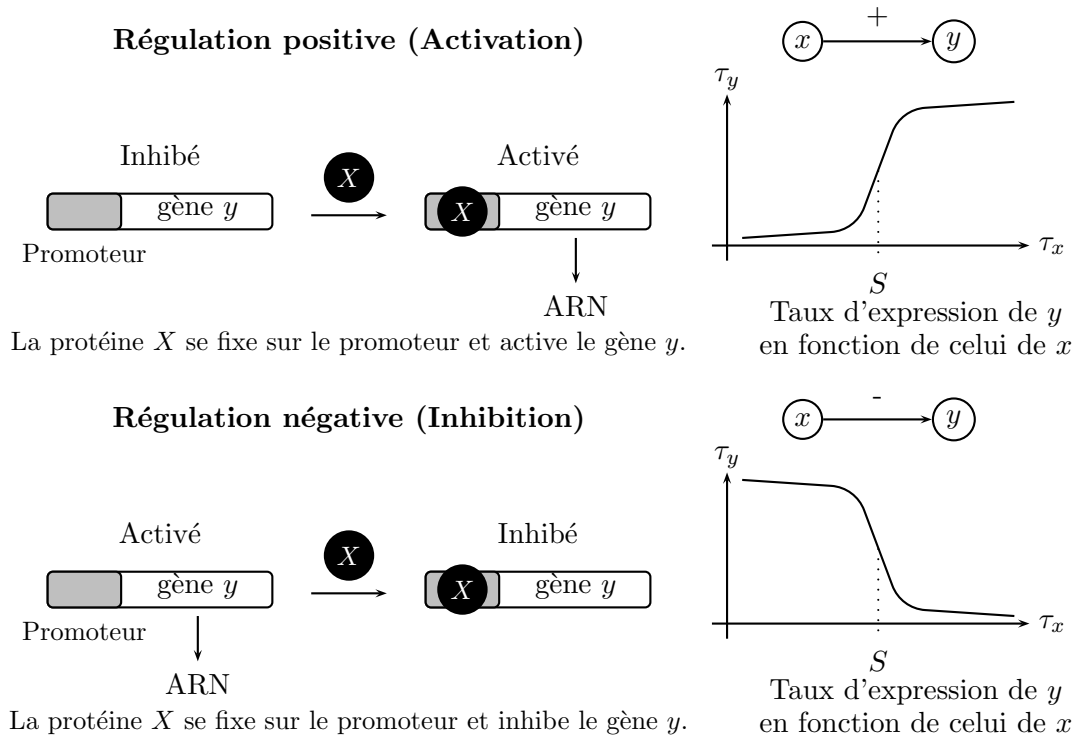 Régulation positive (Activation)
x + y
Inhibé
X
Activé
gène y
X gène y
Promoteur
ARN
La protéine X se fixe sur le promoteur et active le gène y.
τy
τx
S
Taux d'expression de y
en fonction de celui de x
Régulation négative (Inhibition)
x - y
Activé
X
Inhibé
gène y
X gène y
Promoteur
ARN
La protéine X se fixe sur le promoteur et inhibe le gène y.
τy
τx
S
Taux d'expression de y
en fonction de celui de x